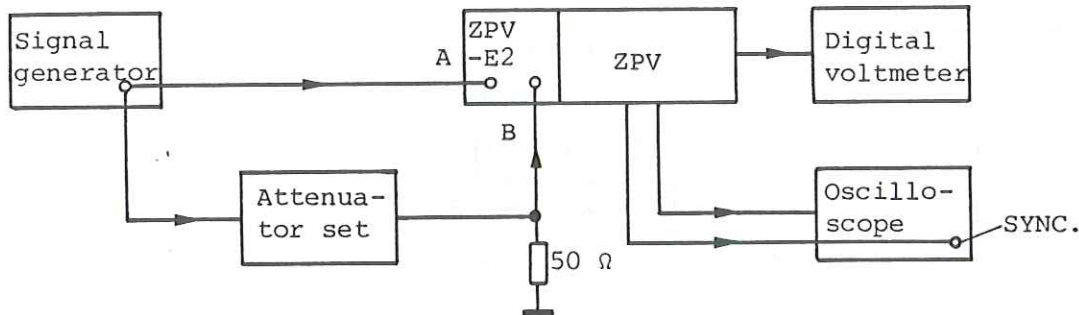 Signal
generator
A
ZPV
-E2
ZPV
Digital
voltmeter
B
Attenua-
tor set
50 Ω
Oscillo-
scope
SYNC.